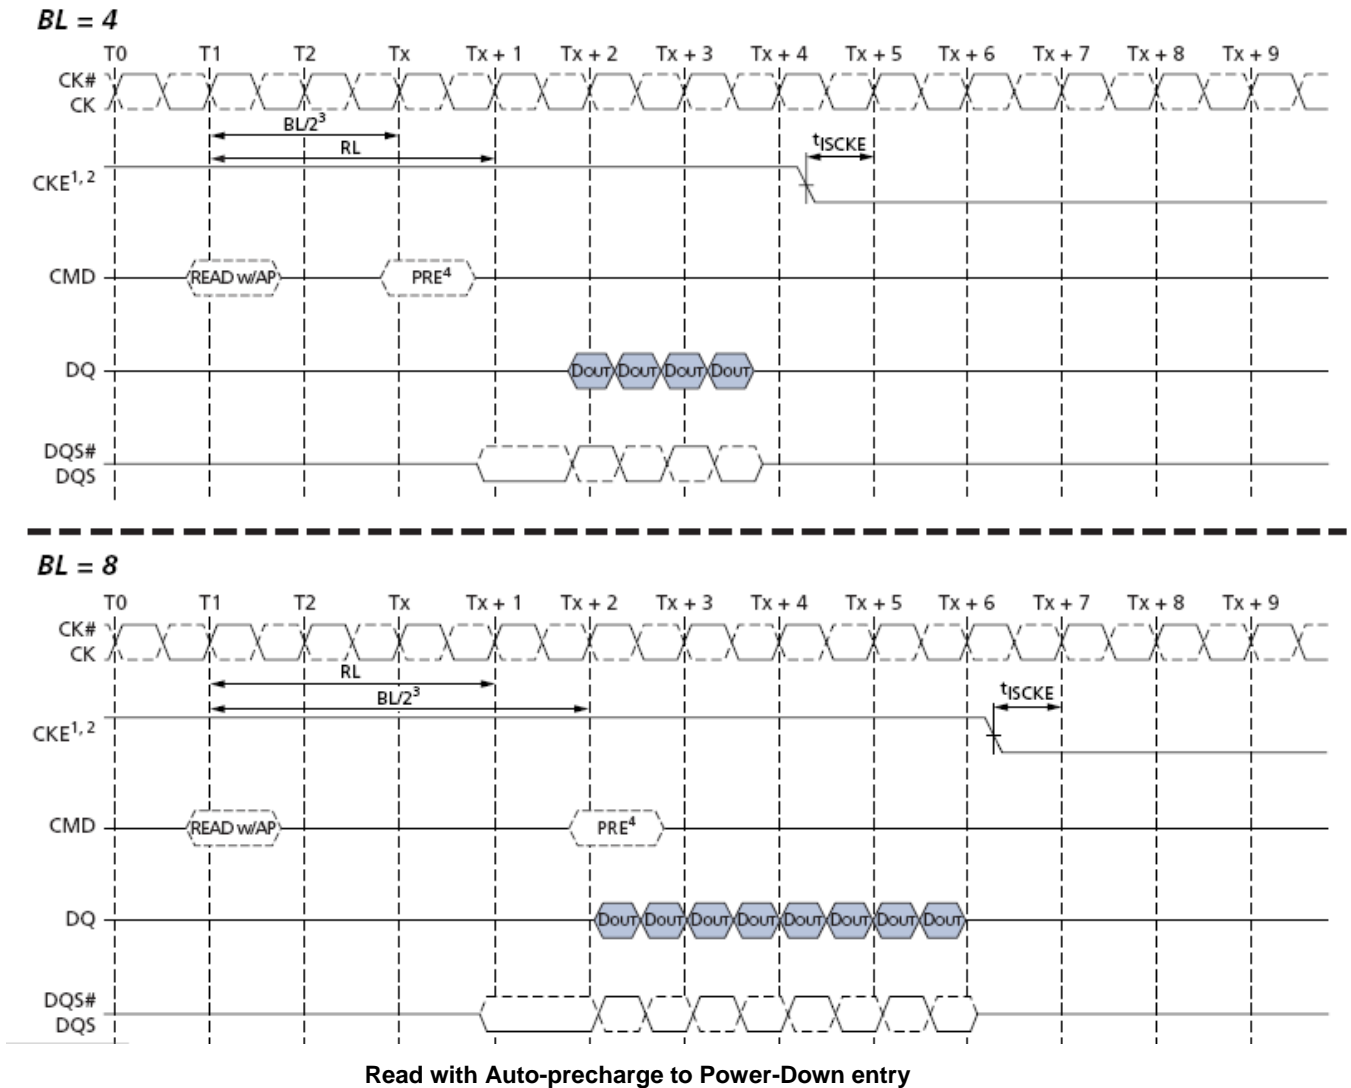 BL = 4
T0 T1 T2 Tx Tx + 1 Tx + 2 Tx + 3 Tx + 4 Tx + 5 Tx + 6 Tx + 7 Tx + 8 Tx + 9
CK#
CK
BL/2³
RL
tISCKE
CKE1, 2
CMD READ w/AP PRE⁴
DQ DOUT DOUT DOUT DOUT
DQS#
DQS
BL = 8
T0 T1 T2 Tx Tx + 1 Tx + 2 Tx + 3 Tx + 4 Tx + 5 Tx + 6 Tx + 7 Tx + 8 Tx + 9
CK#
CK
RL
BL/2³
tISCKE
CKE1, 2
CMD READ w/AP PRE⁴
DQ DOUT DOUT DOUT DOUT DOUT DOUT DOUT DOUT
DQS#
DQS
Read with Auto-precharge to Power-Down entry